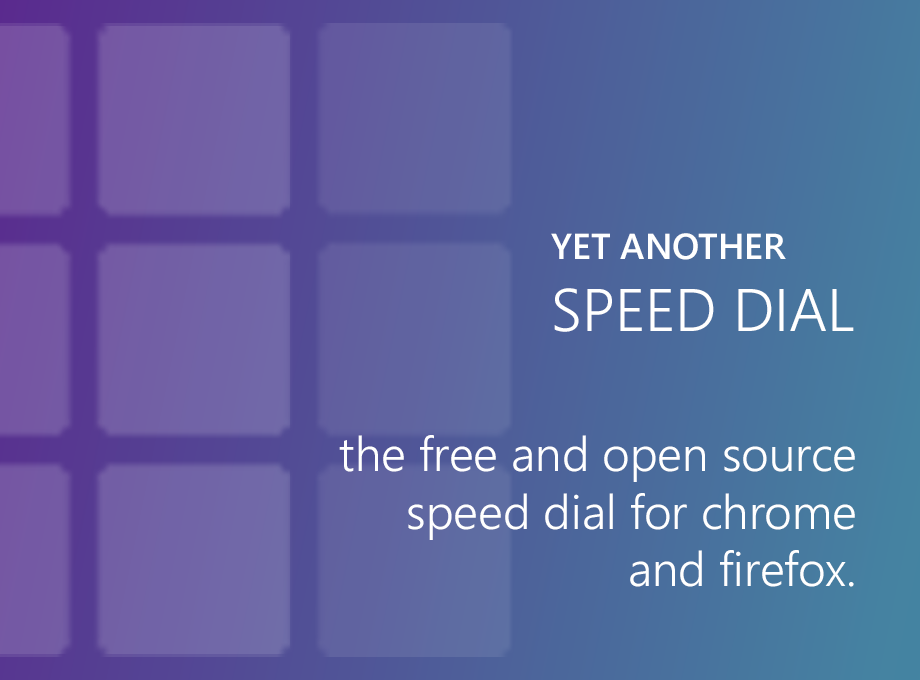 YET ANOTHER
SPEED DIAL
the free and open source
speed dial for chrome
and firefox.